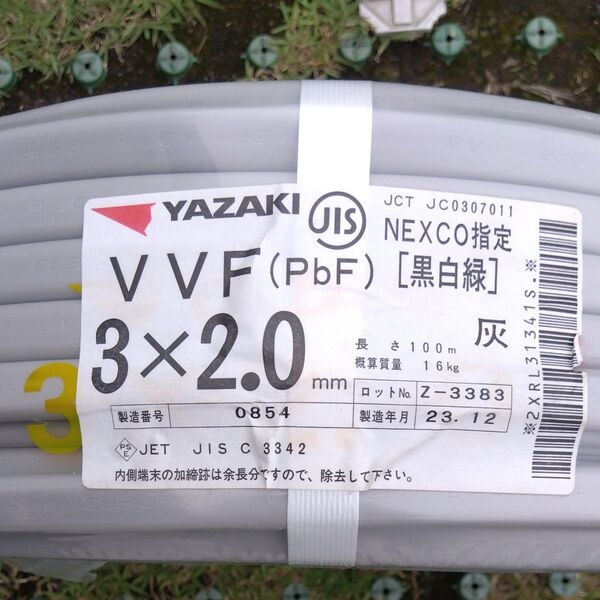 YAZAKI
JIS
JCT JC0307011
NEXCO指定
VVF(PbF) [黒白緑]
3×2.0mm
灰
長さ100m
概算質量 16kg
ロットNo. Z-3383
製造番号 0854
製造年月 23.12
PSE JET JIS C 3342
内側端末の加締跡は余長分ですので、除去して下さい。
※2XRL31341S.※
3